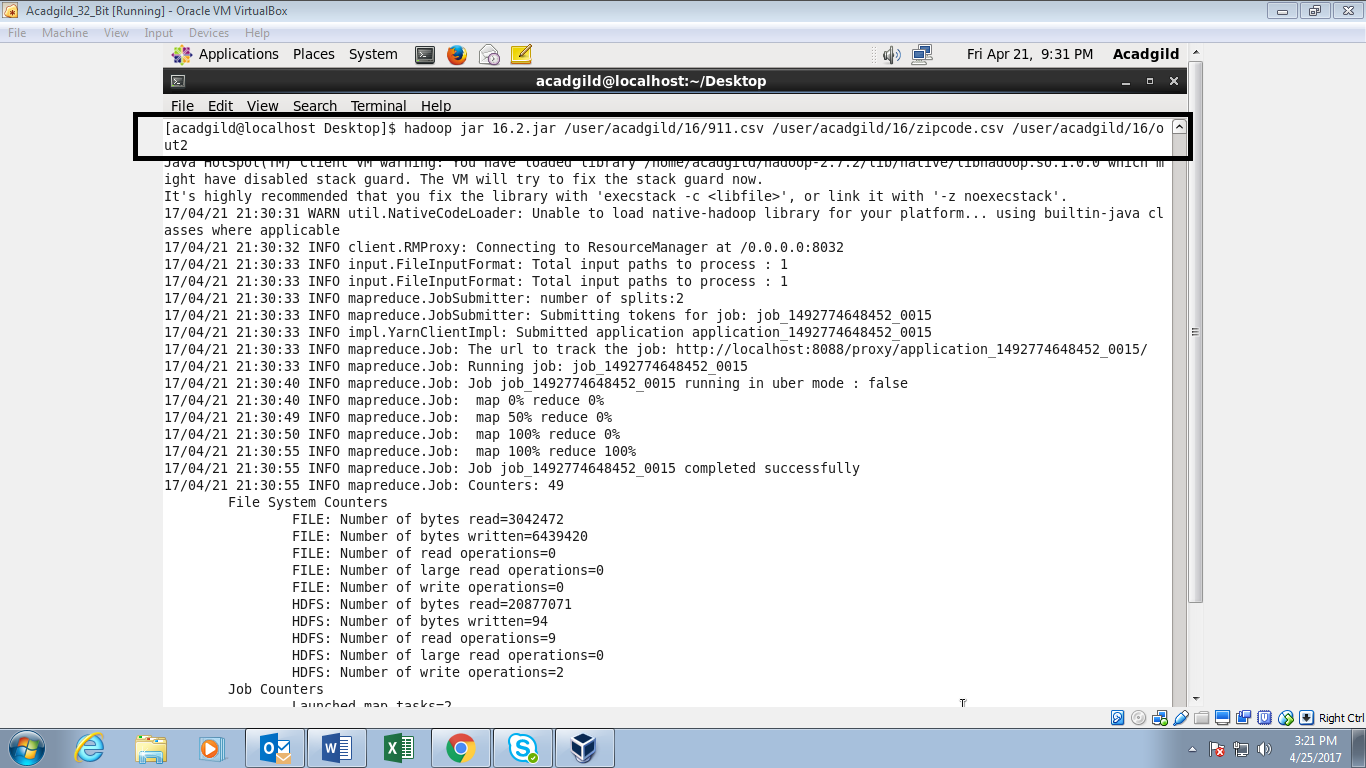 Acadgild_32_Bit [Running] - Oracle VM VirtualBox
File Machine View Input Devices Help
Applications Places System Fri Apr 21, 9:31 PM Acadgild
acadgild@localhost:~/Desktop
File Edit View Search Terminal Help
[acadgild@localhost Desktop]$ hadoop jar 16.2.jar /user/acadgild/16/911.csv /user/acadgild/16/zipcode.csv /user/acadgild/16/o
ut2
Java HotSpot(TM) Client VM warning: You have loaded library /home/acadgild/hadoop-2.7.2/lib/native/libhadoop.so.1.0.0 which m
ight have disabled stack guard. The VM will try to fix the stack guard now.
It's highly recommended that you fix the library with 'execstack -c <libfile>', or link it with '-z noexecstack'.
17/04/21 21:30:31 WARN util.NativeCodeLoader: Unable to load native-hadoop library for your platform... using builtin-java cl
asses where applicable
17/04/21 21:30:32 INFO client.RMProxy: Connecting to ResourceManager at /0.0.0.0:8032
17/04/21 21:30:33 INFO input.FileInputFormat: Total input paths to process : 1
17/04/21 21:30:33 INFO input.FileInputFormat: Total input paths to process : 1
17/04/21 21:30:33 INFO mapreduce.JobSubmitter: number of splits:2
17/04/21 21:30:33 INFO mapreduce.JobSubmitter: Submitting tokens for job: job_1492774648452_0015
17/04/21 21:30:33 INFO impl.YarnClientImpl: Submitted application application_1492774648452_0015
17/04/21 21:30:33 INFO mapreduce.Job: The url to track the job: http://localhost:8088/proxy/application_1492774648452_0015/
17/04/21 21:30:33 INFO mapreduce.Job: Running job: job_1492774648452_0015
17/04/21 21:30:40 INFO mapreduce.Job: Job job_1492774648452_0015 running in uber mode : false
17/04/21 21:30:40 INFO mapreduce.Job:  map 0% reduce 0%
17/04/21 21:30:49 INFO mapreduce.Job:  map 50% reduce 0%
17/04/21 21:30:50 INFO mapreduce.Job:  map 100% reduce 0%
17/04/21 21:30:55 INFO mapreduce.Job:  map 100% reduce 100%
17/04/21 21:30:55 INFO mapreduce.Job: Job job_1492774648452_0015 completed successfully
17/04/21 21:30:55 INFO mapreduce.Job: Counters: 49
File System Counters
FILE: Number of bytes read=3042472
FILE: Number of bytes written=6439420
FILE: Number of read operations=0
FILE: Number of large read operations=0
FILE: Number of write operations=0
HDFS: Number of bytes read=20877071
HDFS: Number of bytes written=94
HDFS: Number of read operations=9
HDFS: Number of large read operations=0
HDFS: Number of write operations=2
Job Counters
Launched map tasks=2
Right Ctrl
3:21 PM
4/25/2017